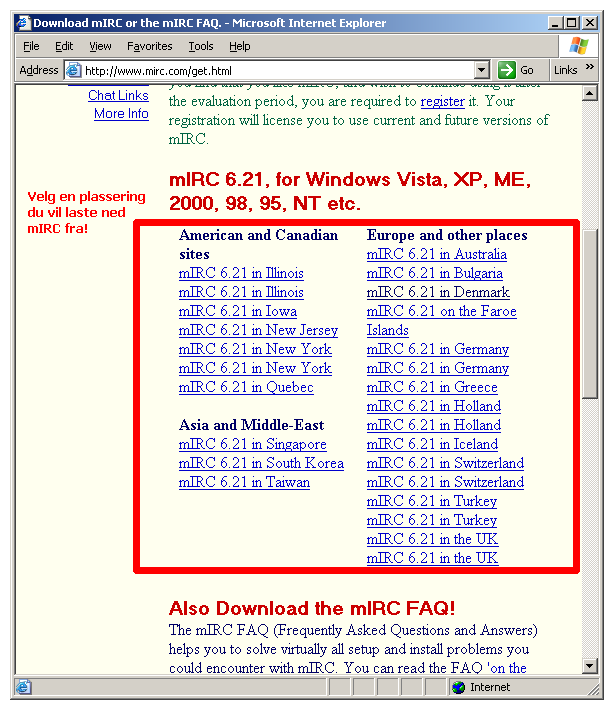 Download mIRC or the mIRC FAQ. - Microsoft Internet Explorer
File Edit View Favorites Tools Help
Address http://www.mirc.com/get.html Go Links »
Chat Links
More Info
the evaluation period, you are required to register it. Your
registration will license you to use current and future versions of
mIRC.
Velg en plassering
du vil laste ned
mIRC fra!
mIRC 6.21, for Windows Vista, XP, ME,
2000, 98, 95, NT etc.
American and Canadian
sites
mIRC 6.21 in Illinois
mIRC 6.21 in Illinois
mIRC 6.21 in Iowa
mIRC 6.21 in New Jersey
mIRC 6.21 in New York
mIRC 6.21 in New York
mIRC 6.21 in Quebec
Asia and Middle-East
mIRC 6.21 in Singapore
mIRC 6.21 in South Korea
mIRC 6.21 in Taiwan
Europe and other places
mIRC 6.21 in Australia
mIRC 6.21 in Bulgaria
mIRC 6.21 in Denmark
mIRC 6.21 on the Faroe
Islands
mIRC 6.21 in Germany
mIRC 6.21 in Germany
mIRC 6.21 in Greece
mIRC 6.21 in Holland
mIRC 6.21 in Holland
mIRC 6.21 in Iceland
mIRC 6.21 in Switzerland
mIRC 6.21 in Switzerland
mIRC 6.21 in Turkey
mIRC 6.21 in Turkey
mIRC 6.21 in the UK
mIRC 6.21 in the UK
Also Download the mIRC FAQ!
The mIRC FAQ (Frequently Asked Questions and Answers)
helps you to solve virtually all setup and install problems you
could encounter with mIRC. You can read the FAQ 'on the
Internet